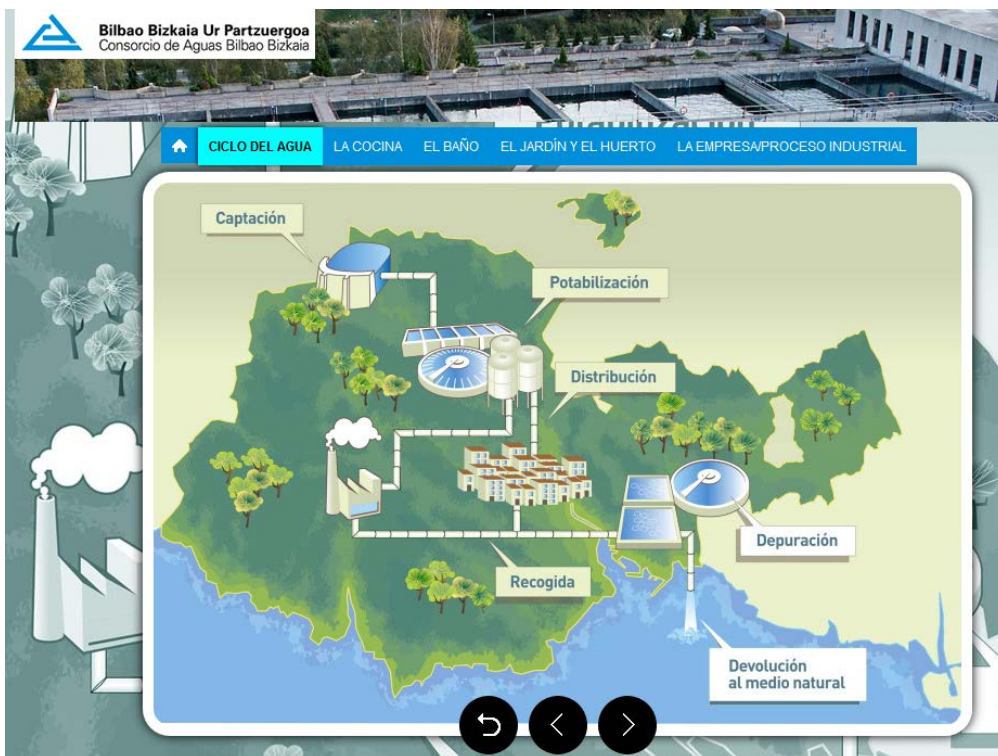 Bilbao Bizkaia Ur Partzuergoa
Consorcio de Aguas Bilbao Bizkaia
Potabilización
CICLO DEL AGUA LA COCINA EL BAÑO EL JARDÍN Y EL HUERTO LA EMPRESA/PROCESO INDUSTRIAL
Captación
Potabilización
Distribución
Depuración
Recogida
Devolución
al medio natural